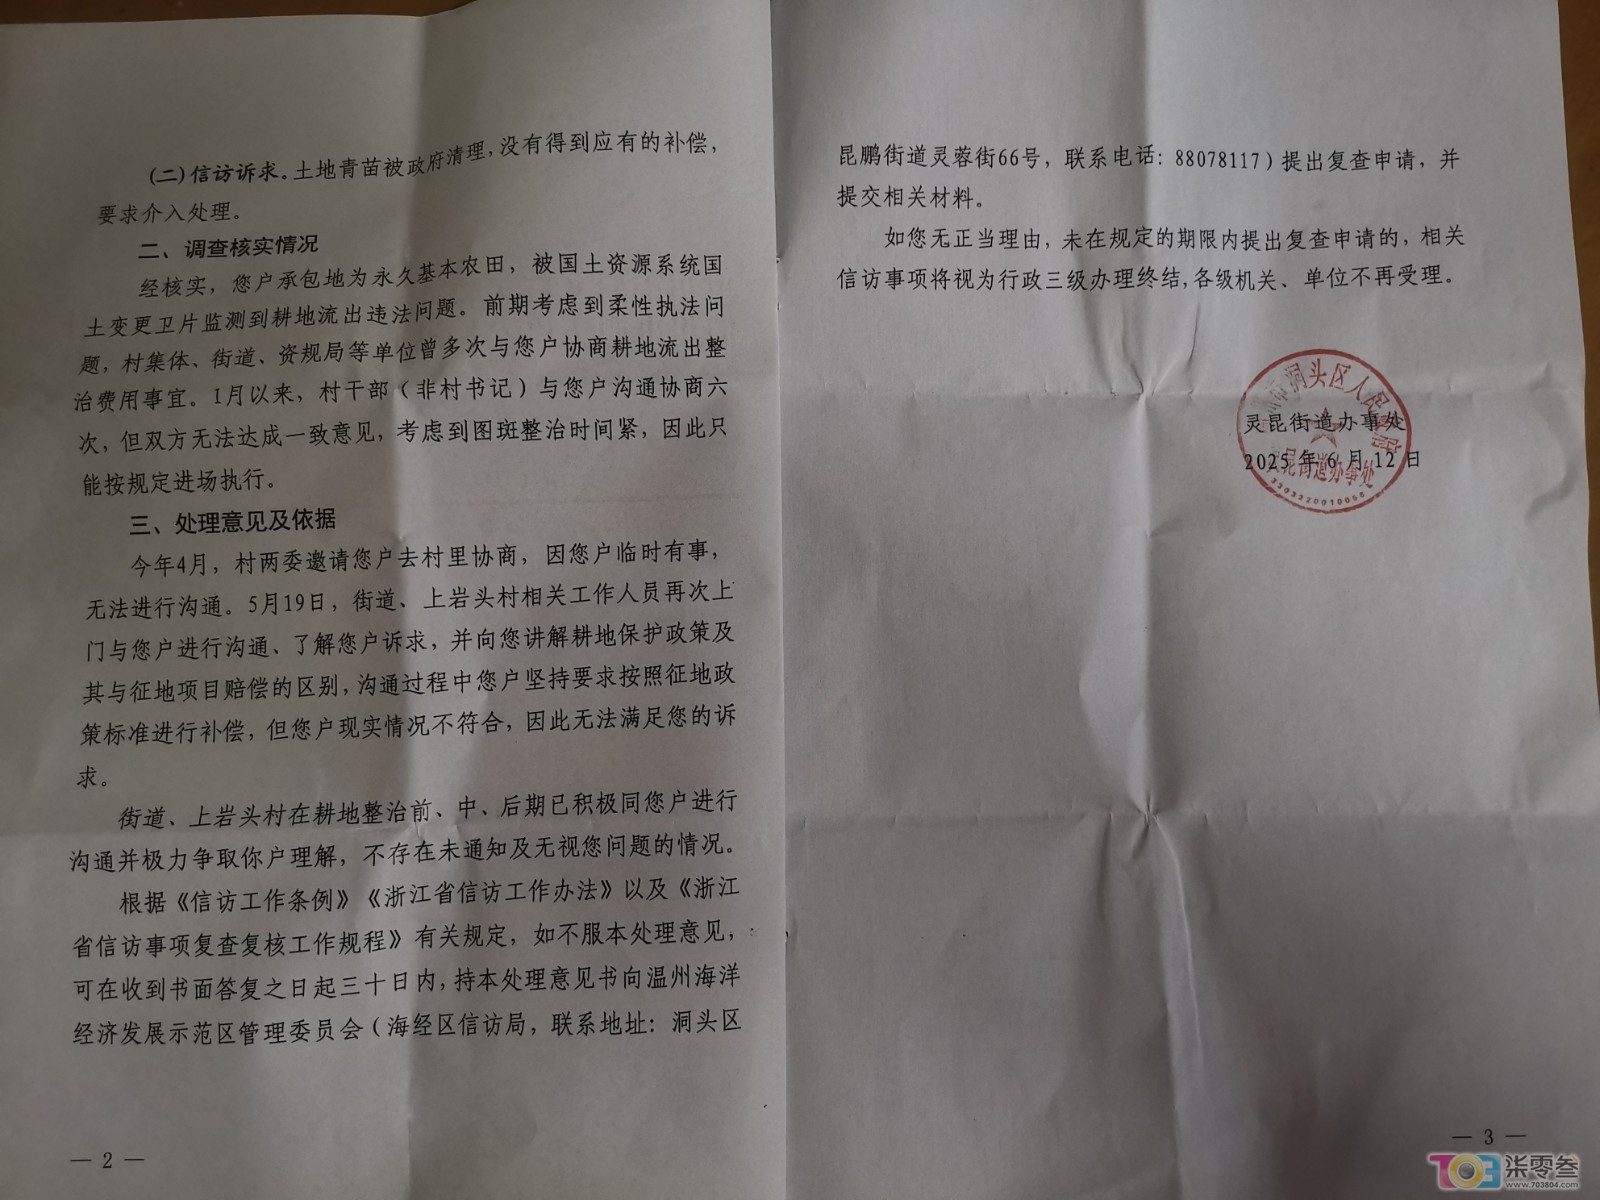 (二)信访诉求。土地青苗被政府清理,没有得到应有的补偿,
要求介入处理。
二、调查核实情况
经核实,您户承包地为永久基本农田,被国土资源系统国
土变更卫片监测到耕地流出违法问题。前期考虑到柔性执法问
题,村集体、街道、资规局等单位曾多次与您户协商耕地流出整
治费用事宜。1月以来,村干部(非村书记)与您户沟通协商六
次,但双方无法达成一致意见,考虑到图斑整治时间紧,因此只
能按规定进场执行。
三、处理意见及依据
今年4月,村两委邀请您户去村里协商,因您户临时有事,
无法进行沟通。5月19日,街道、上岩头村相关工作人员再次上
门与您户进行沟通、了解您户诉求,并向您讲解耕地保护政策及
其与征地项目赔偿的区别,沟通过程中您户坚持要求按照征地政
策标准进行补偿,但您户现实情况不符合,因此无法满足您的诉
求。
街道、上岩头村在耕地整治前、中、后期已积极同您户进行
沟通并极力争取你户理解,不存在未通知及无视您问题的情况。
根据《信访工作条例》《浙江省信访工作办法》以及《浙江
省信访事项复查复核工作规程》有关规定,如不服本处理意见,
可在收到书面答复之日起三十日内,持本处理意见书向温州海洋
经济发展示范区管理委员会(海经区信访局,联系地址:洞头区
— 2 —
昆鹏街道灵蓉街66号,联系电话:88078117)提出复查申请,并
提交相关材料。
如您无正当理由,未在规定的期限内提出复查申请的,相关
信访事项将视为行政三级办理终结,各级机关、单位不再受理。
市洞头区人民政府
灵昆街道办事处
2025年6月12日
昆街道办事处
3303220010058
— 3 —
703 柒零叁
www.703804.com